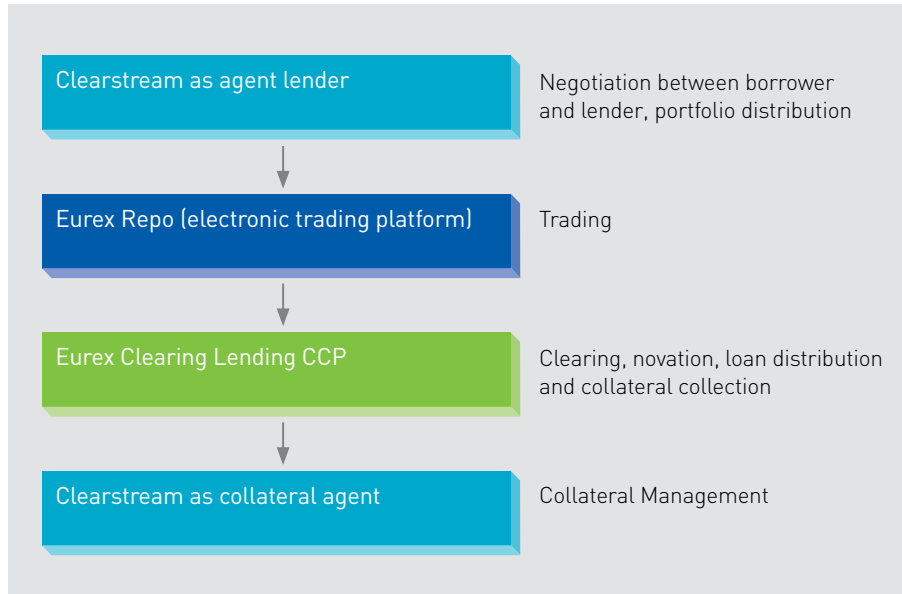 Clearstream as agent lender
Negotiation between borrower
and lender, portfolio distribution
Eurex Repo (electronic trading platform)
Trading
Eurex Clearing Lending CCP
Clearing, novation, loan distribution
and collateral collection
Clearstream as collateral agent
Collateral Management